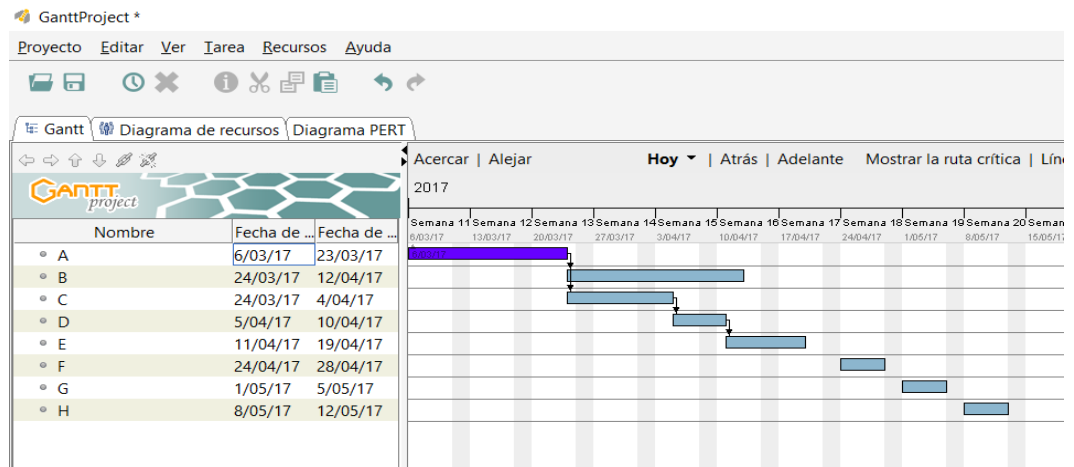 GanttProject *
Proyecto Editar Ver Tarea Recursos Ayuda
Gantt Diagrama de recursos Diagrama PERT
Acercar | Alejar Hoy | Atrás | Adelante Mostrar la ruta crítica | Lín
GANTT project
2017
Semana 11 Semana 12 Semana 13 Semana 14 Semana 15 Semana 16 Semana 17 Semana 18 Semana 19 Semana 20 Seman
6/03/17 13/03/17 20/03/17 27/03/17 3/04/17 10/04/17 17/04/17 24/04/17 1/05/17 8/05/17 15/05/17
Nombre Fecha de ... Fecha de ...
A 6/03/17 23/03/17
B 24/03/17 12/04/17
C 24/03/17 4/04/17
D 5/04/17 10/04/17
E 11/04/17 19/04/17
F 24/04/17 28/04/17
G 1/05/17 5/05/17
H 8/05/17 12/05/17